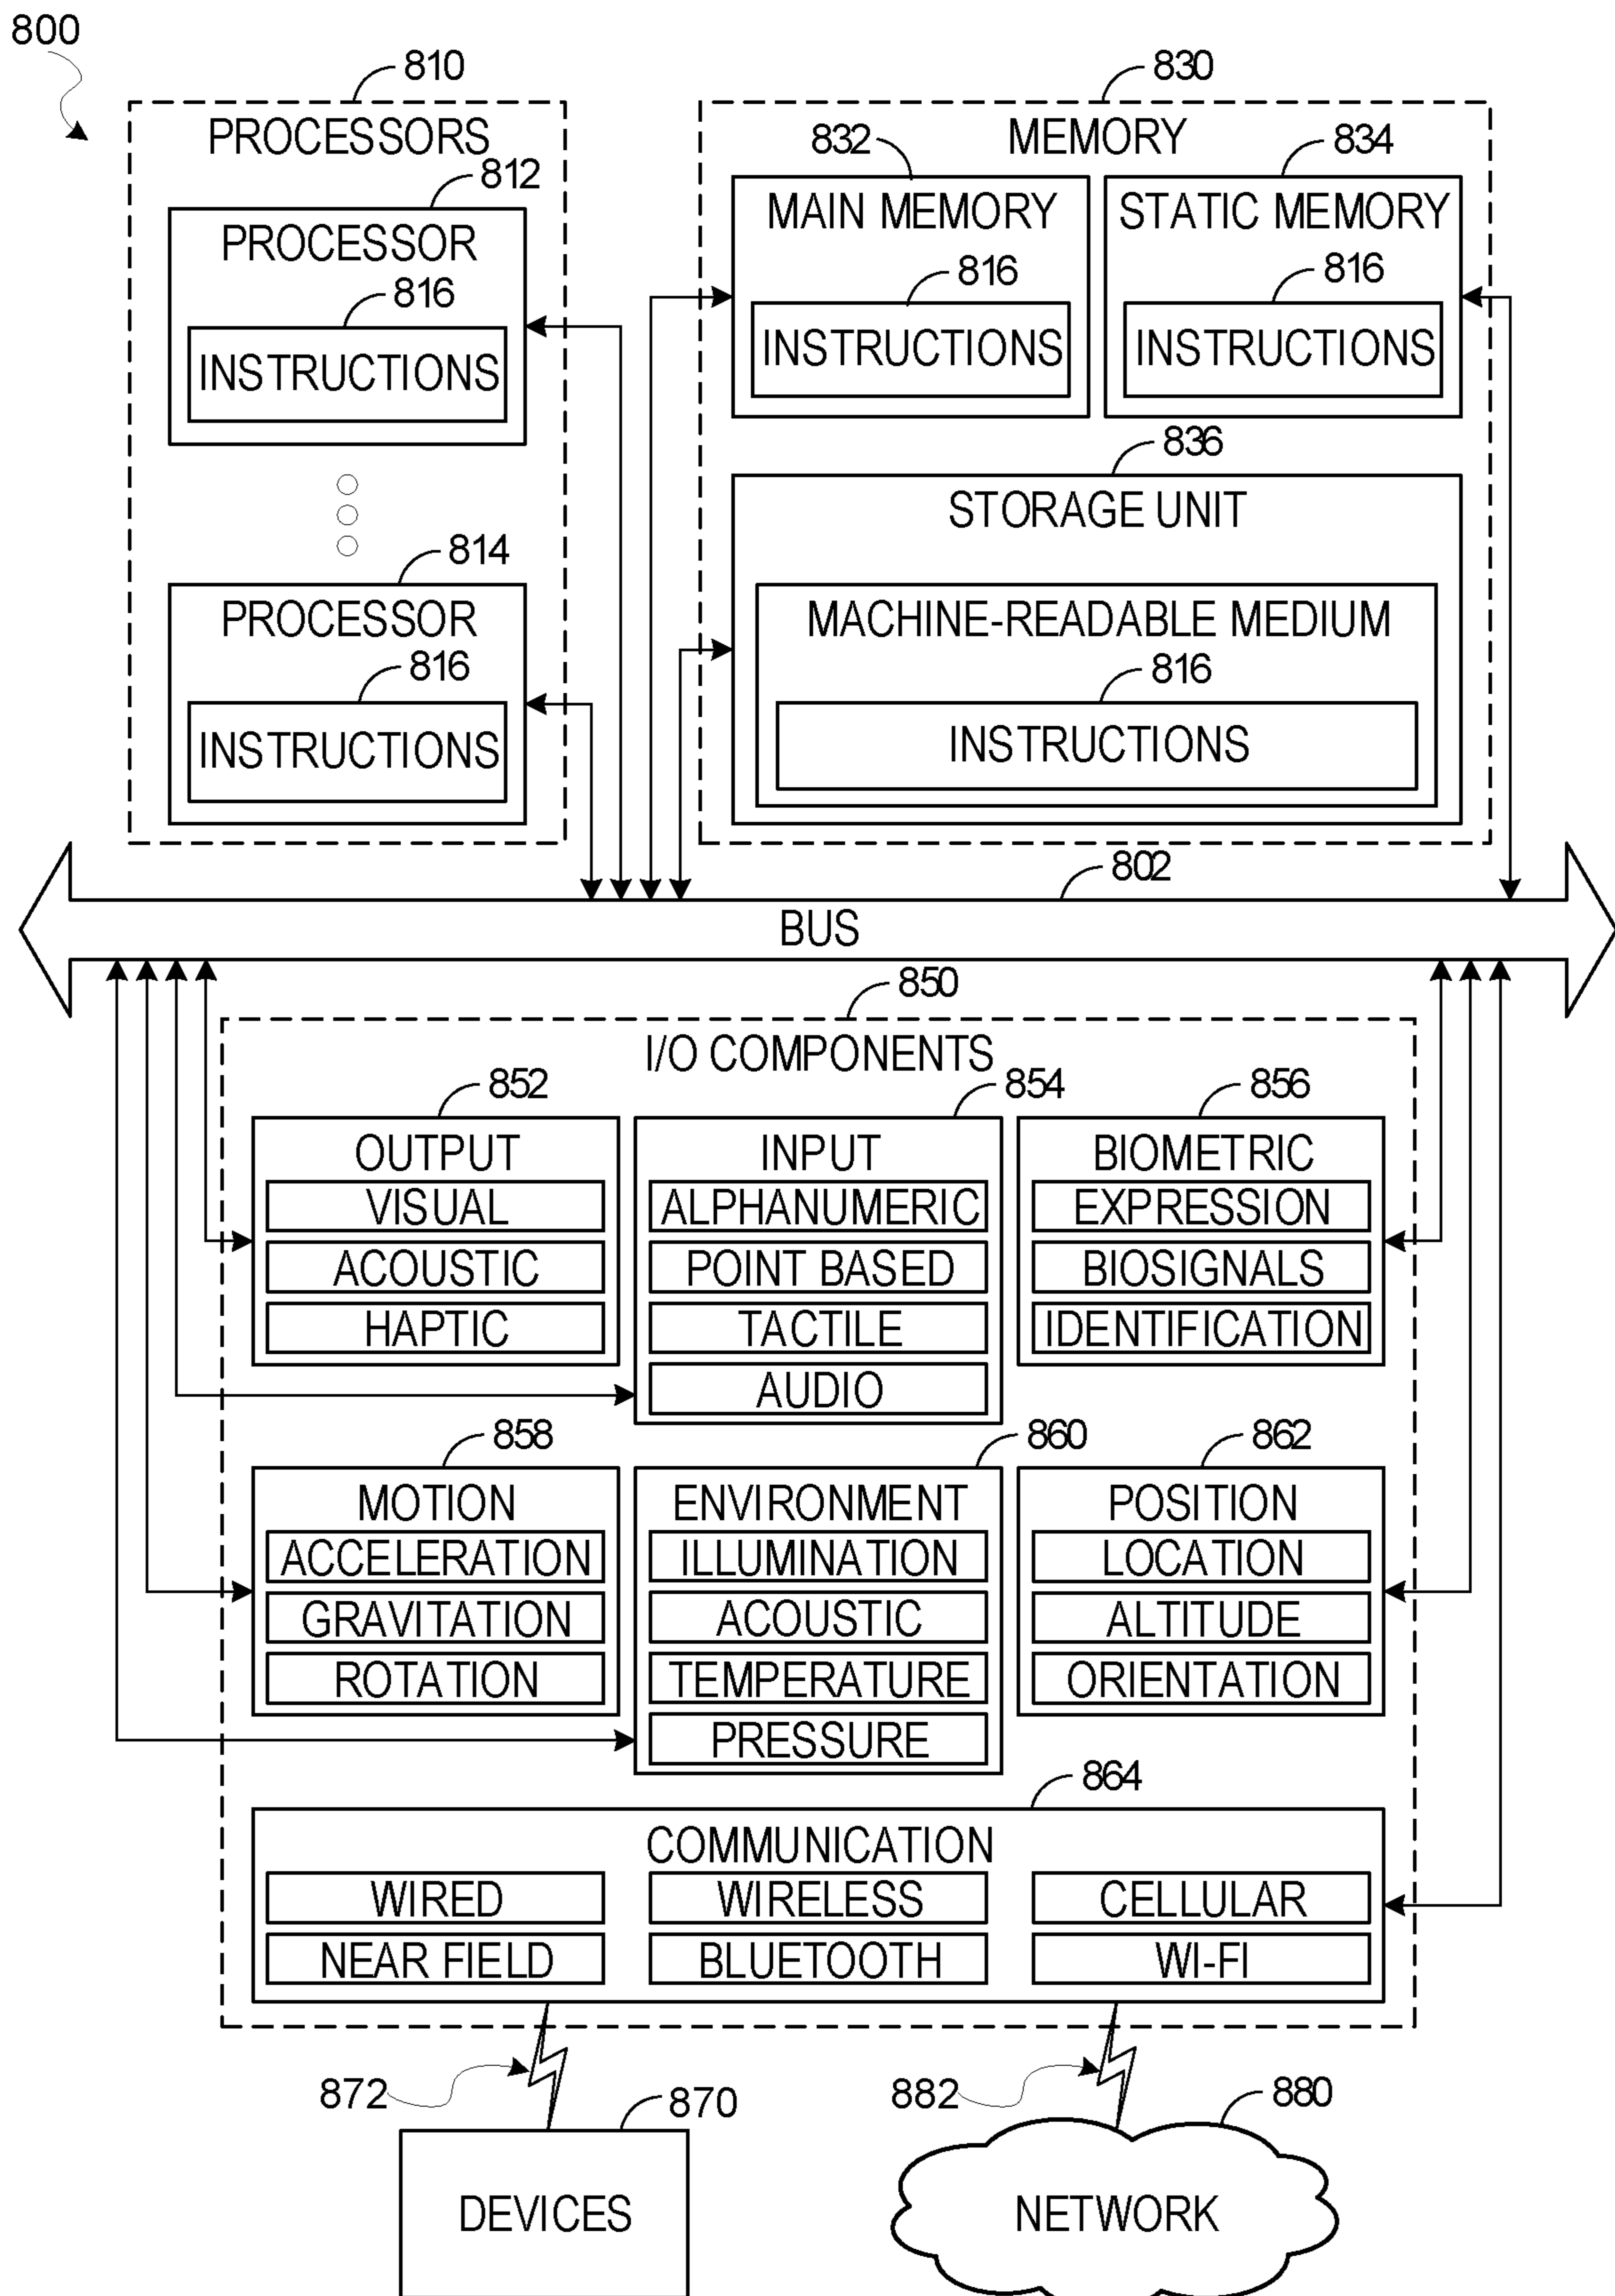 800
810
830
PROCESSORS
MEMORY
832
834
812
MAIN MEMORY
STATIC MEMORY
PROCESSOR
816
816
816
INSTRUCTIONS
INSTRUCTIONS
INSTRUCTIONS
836
STORAGE UNIT
814
PROCESSOR
MACHINE-READABLE MEDIUM
816
816
INSTRUCTIONS
INSTRUCTIONS
802
BUS
850
I/O COMPONENTS
852
854
856
OUTPUT
INPUT
BIOMETRIC
VISUAL
ALPHANUMERIC
EXPRESSION
ACOUSTIC
POINT BASED
BIOSIGNALS
HAPTIC
TACTILE
IDENTIFICATION
AUDIO
858
860
862
MOTION
ENVIRONMENT
POSITION
ACCELERATION
ILLUMINATION
LOCATION
GRAVITATION
ACOUSTIC
ALTITUDE
ROTATION
TEMPERATURE
ORIENTATION
PRESSURE
864
COMMUNICATION
WIRED
WIRELESS
CELLULAR
NEAR FIELD
BLUETOOTH
WI-FI
872
870
882
880
DEVICES
NETWORK